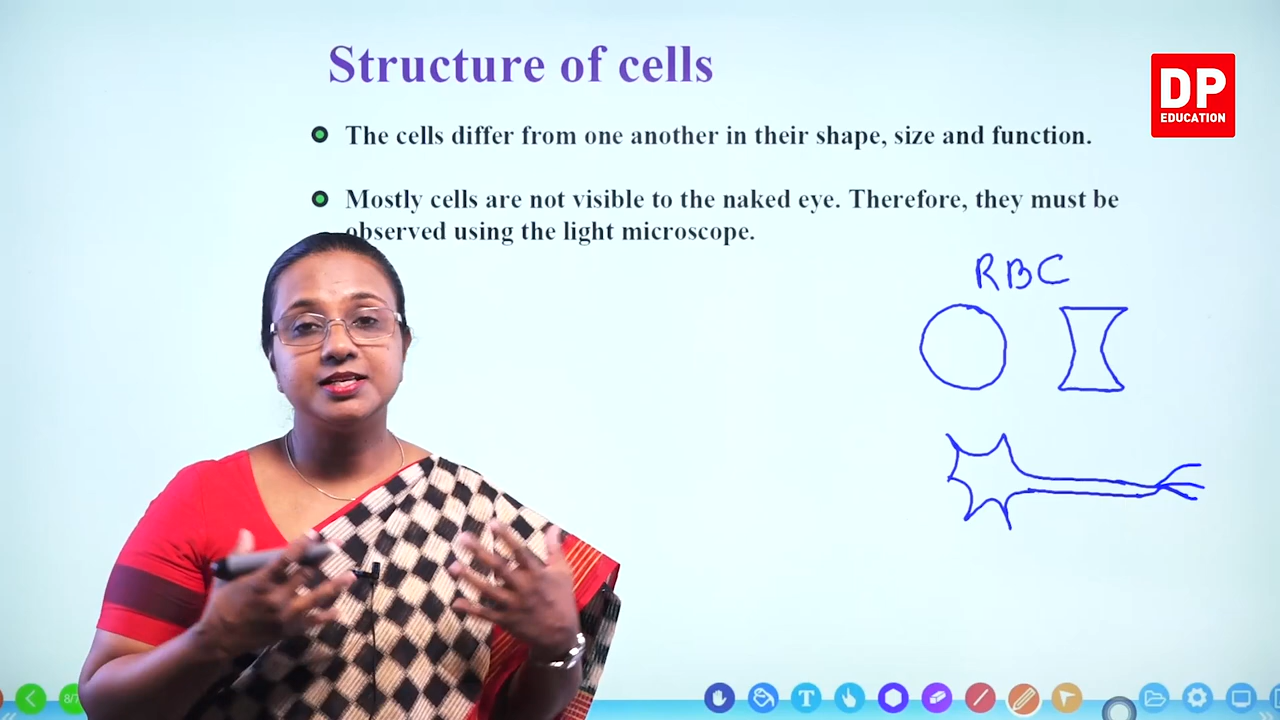 Structure of cells
DP
EDUCATION
The cells differ from one another in their shape, size and function.
Mostly cells are not visible to the naked eye. Therefore, they must be
observed using the light microscope.
RBC
T